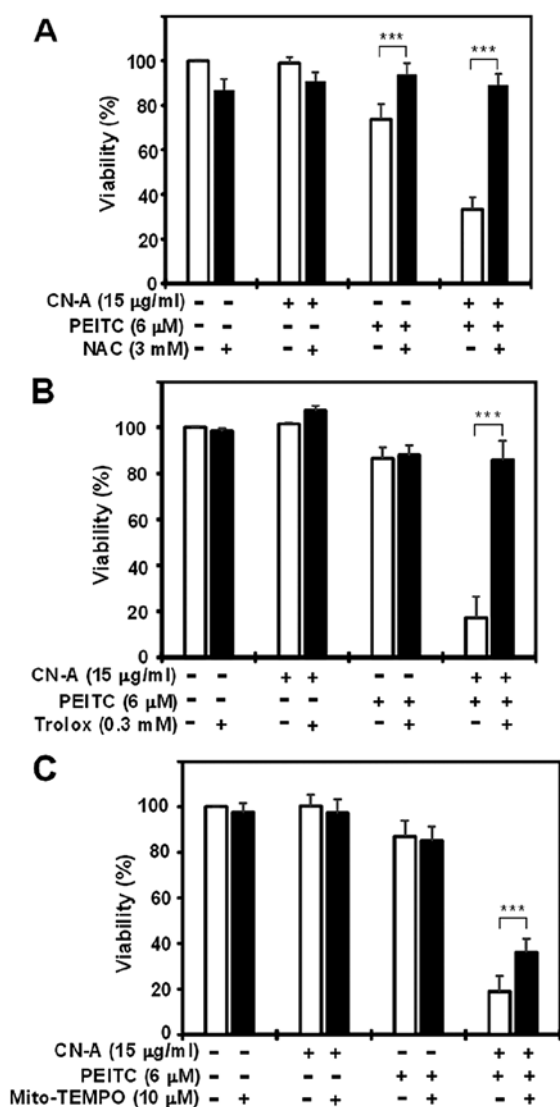 A
***
***
100
80
60
40
20
0
Viability (%)
CN-A (15 µg/ml) - - + + - - + +
PEITC (6 µM) - - - - + + + +
NAC (3 mM) - + - + - + - +
B
***
100
80
60
40
20
0
Viability (%)
CN-A (15 µg/ml) - - + + - - + +
PEITC (6 µM) - - - - + + + +
Trolox (0.3 mM) - + - + - + - +
C
100
80
60
***
40
20
0
Viability (%)
CN-A (15 µg/ml) - - + + - - + +
PEITC (6 µM) - - - - + + + +
Mito-TEMPO (10 µM) - + - + - + - +